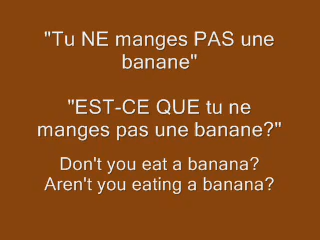 "Tu NE manges PAS une
banane"
"EST-CE QUE tu ne
manges pas une banane?"
Don't you eat a banana?
Aren't you eating a banana?